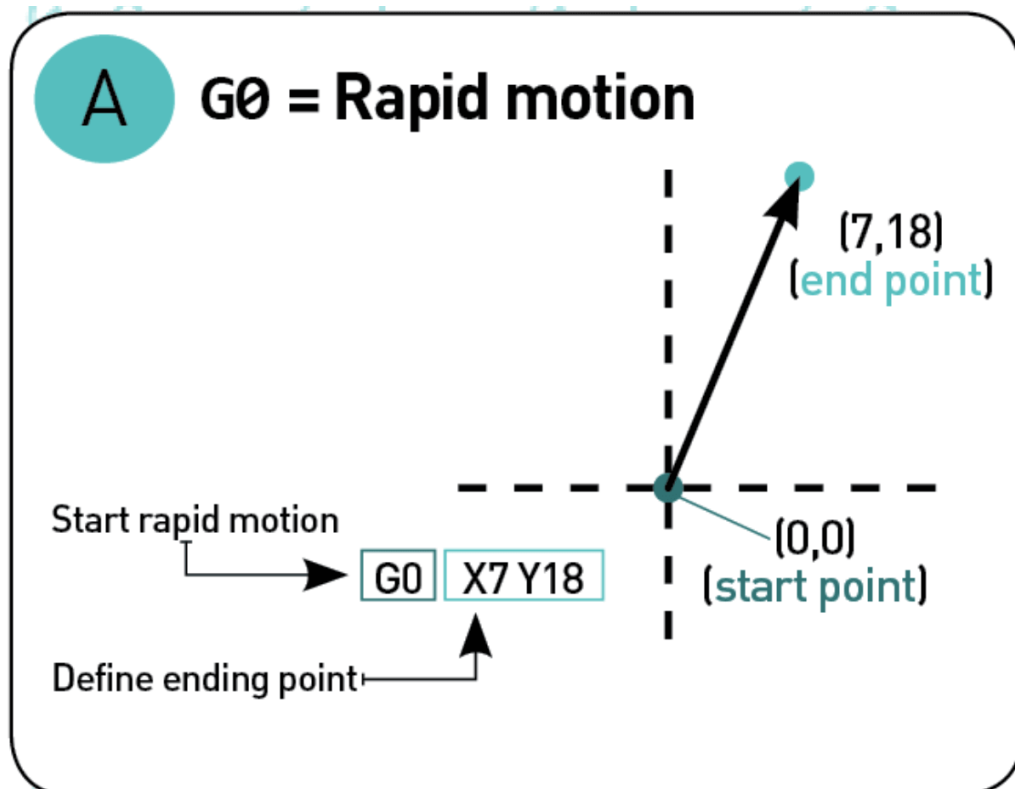 A
G0 = Rapid motion
(7,18)
(end point)
Start rapid motion
(0,0)
G0 X7 Y18
(start point)
Define ending point